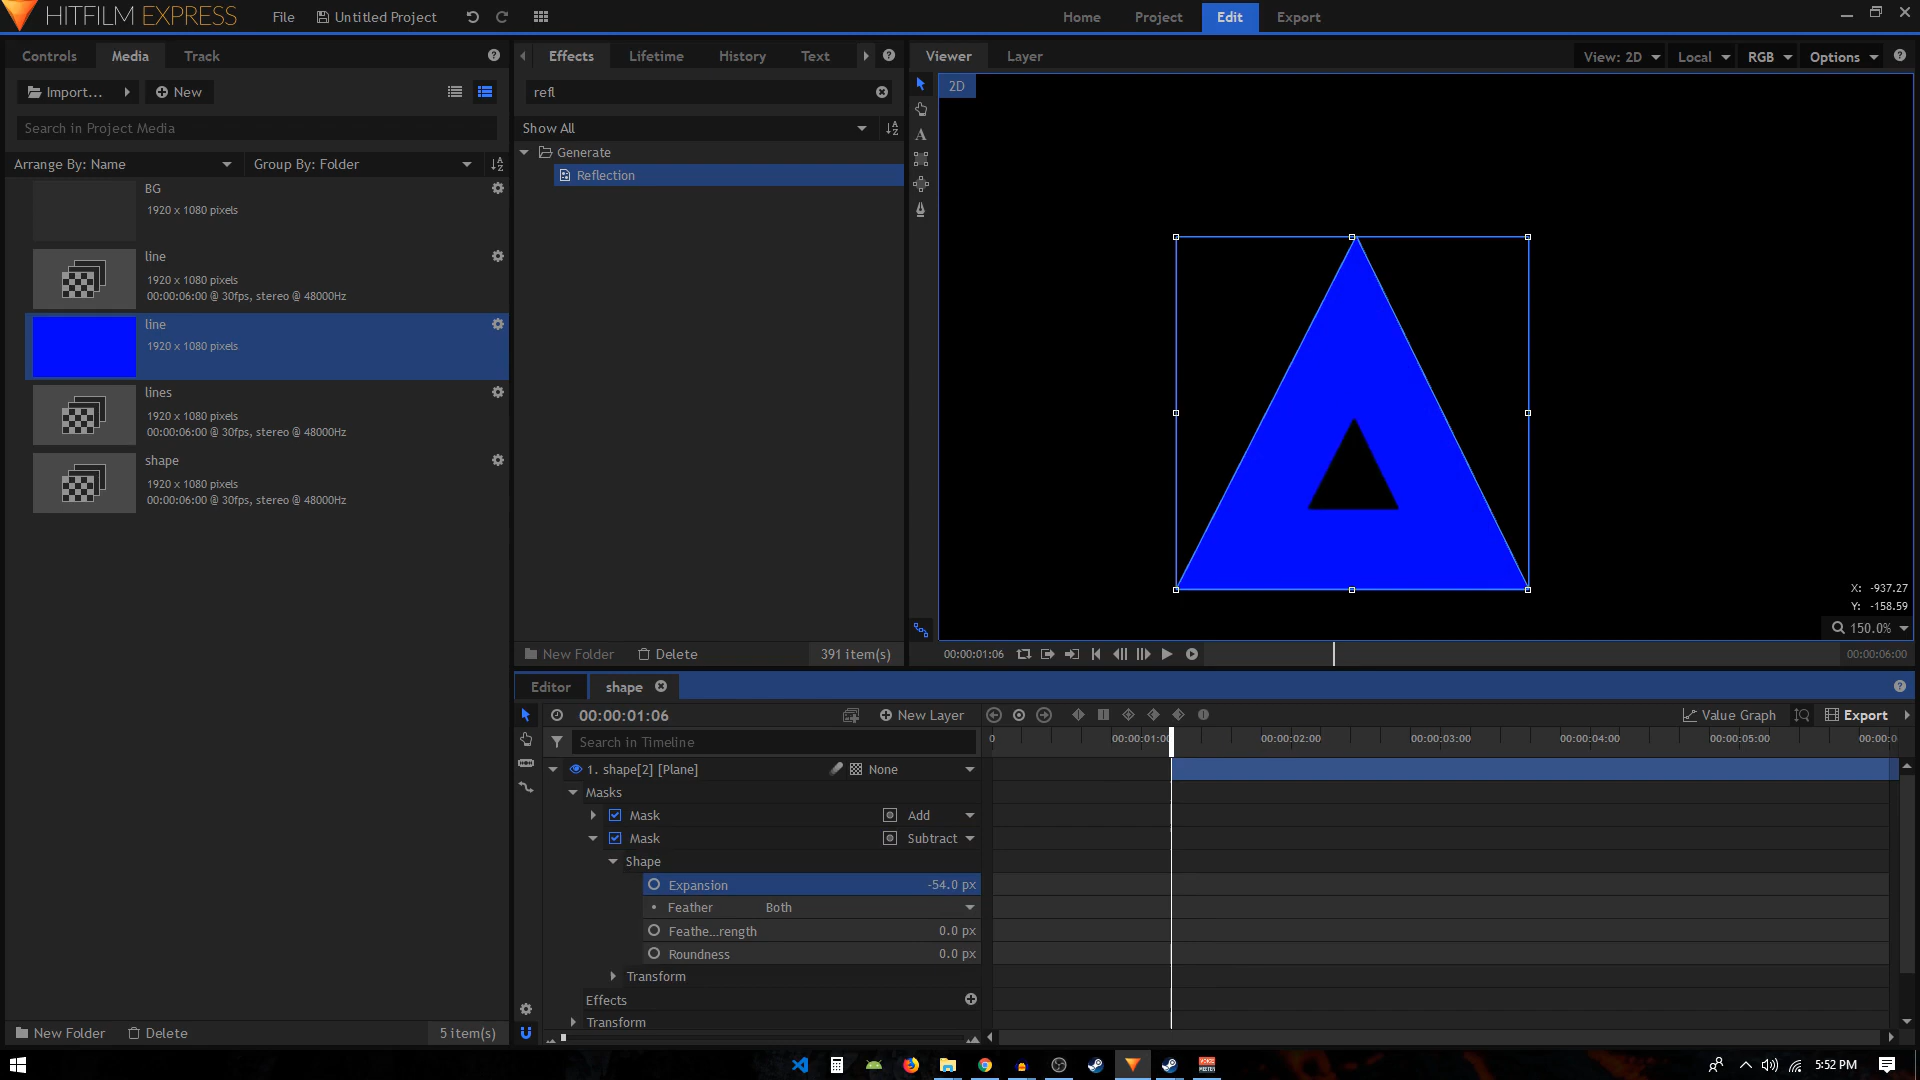 HITFILM EXPRESS
File
Untitled Project
Home
Project
Edit
Export
Controls
Media
Track
Import...
New
Search in Project Media
Arrange By: Name
Group By: Folder
BG
1920 x 1080 pixels
line
1920 x 1080 pixels
00:00:06:00 @ 30fps, stereo @ 48000Hz
line
1920 x 1080 pixels
lines
1920 x 1080 pixels
00:00:06:00 @ 30fps, stereo @ 48000Hz
shape
1920 x 1080 pixels
00:00:06:00 @ 30fps, stereo @ 48000Hz
New Folder
Delete
5 item(s)
Effects
Lifetime
History
Text
refl
Show All
Generate
Reflection
New Folder
Delete
391 item(s)
Viewer
Layer
View: 2D
Local
RGB
Options
2D
X: -937.27
Y: -158.59
150.0%
00:00:01:06
00:00:06:00
Editor
shape
00:00:01:06
New Layer
Value Graph
Export
Search in Timeline
0
00:00:01:00
00:00:02:00
00:00:03:00
00:00:04:00
00:00:05:00
00:00:0
1. shape[2] [Plane]
None
Masks
Mask
Add
Mask
Subtract
Shape
Expansion
-54.0 px
Feather
Both
Feathe...rength
0.0 px
Roundness
0.0 px
Transform
Effects
Transform
5:52 PM